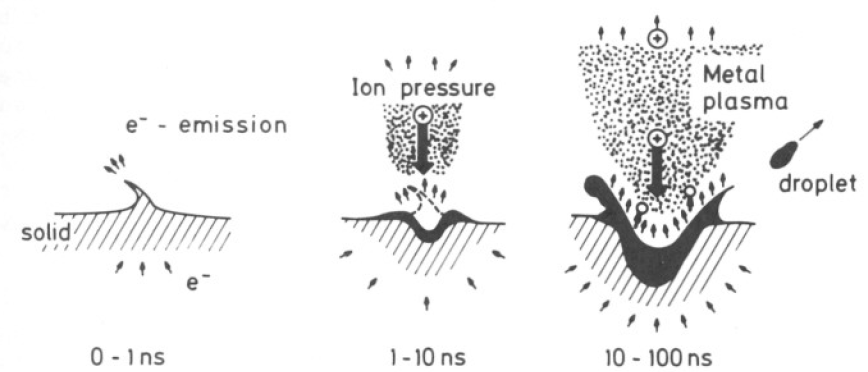 e⁻ - emission
solid
e⁻
0 - 1 ns
Ion pressure
+
1 - 10 ns
+
Metal
plasma
+
droplet
10 - 100 ns